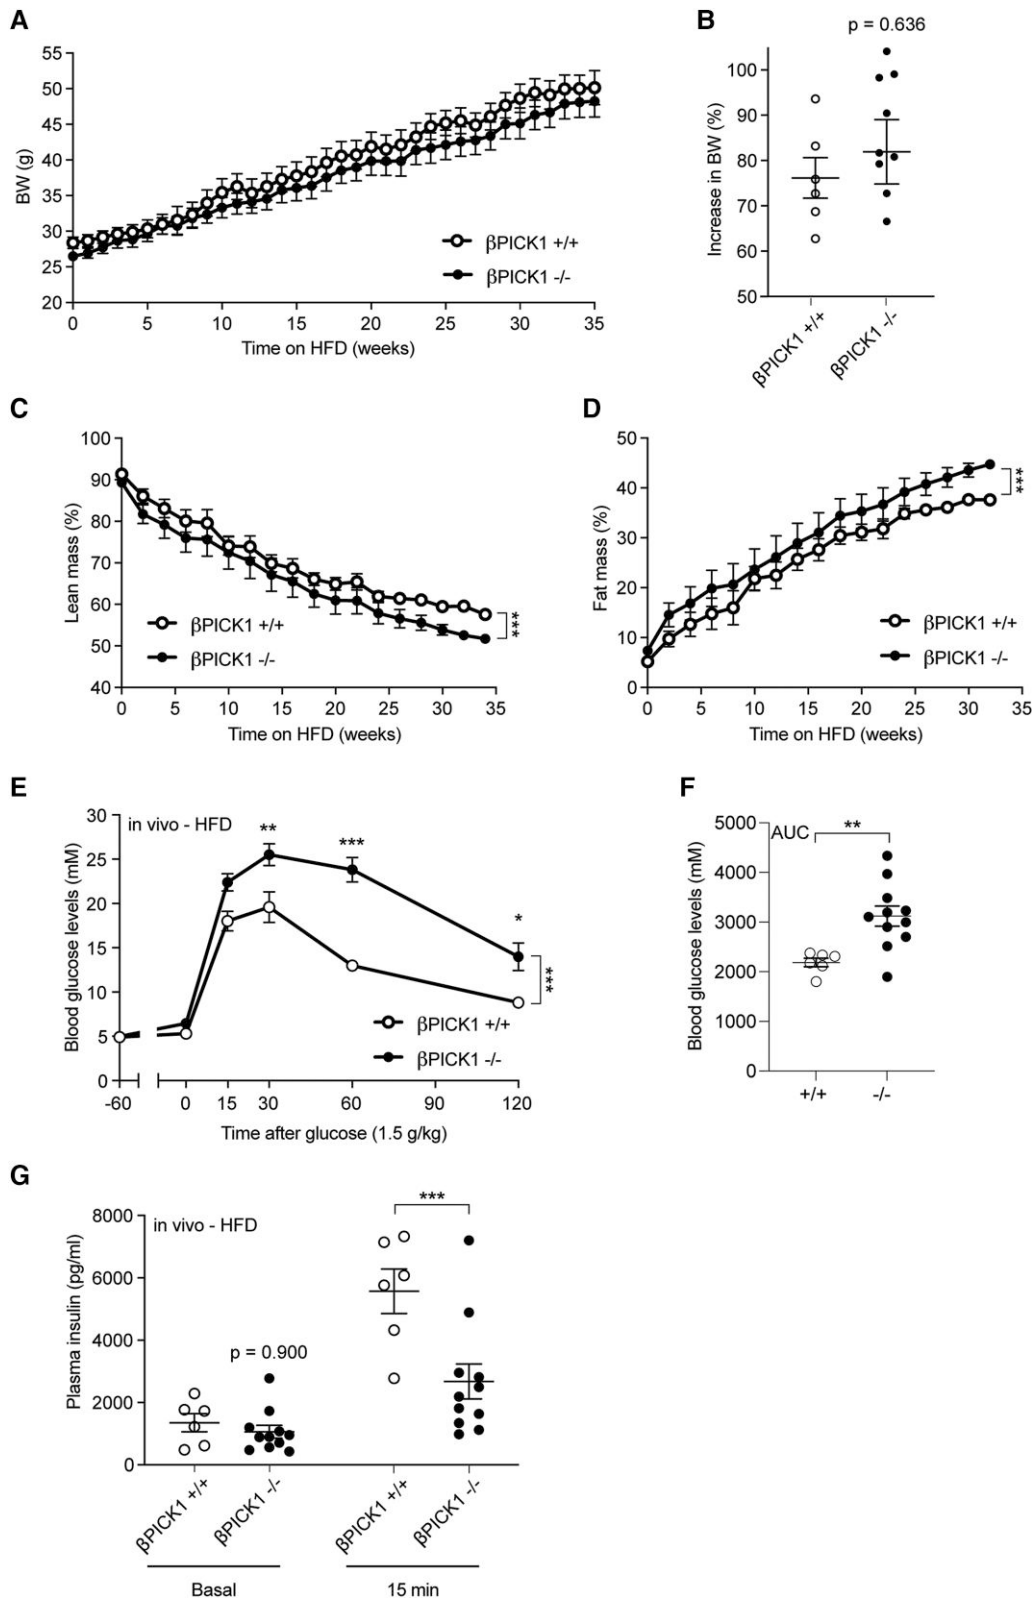 A
55
50
45
40
35
30
25
20
BW (g)
0 5 10 15 20 25 30 35
Time on HFD (weeks)
βPICK1 +/+
βPICK1 -/-
B
p = 0.636
100
90
80
70
60
50
Increase in BW (%)
βPICK1 +/+
βPICK1 -/-
C
100
90
80
70
60
50
40
Lean mass (%)
βPICK1 +/+
βPICK1 -/-
***
0 5 10 15 20 25 30 35
Time on HFD (weeks)
D
50
40
30
20
10
0
Fat mass (%)
***
βPICK1 +/+
βPICK1 -/-
0 5 10 15 20 25 30 35
Time on HFD (weeks)
E
in vivo - HFD
30
25
20
15
10
5
0
Blood glucose levels (mM)
**
***
*
***
βPICK1 +/+
βPICK1 -/-
-60 0 15 30 60 90 120
Time after glucose (1.5 g/kg)
F
AUC
**
5000
4000
3000
2000
1000
0
Blood glucose levels (mM)
+/+ -/-
G
in vivo - HFD
***
8000
6000
4000
2000
0
Plasma insulin (pg/ml)
p = 0.900
βPICK1 +/+
βPICK1 -/-
βPICK1 +/+
βPICK1 -/-
Basal 15 min